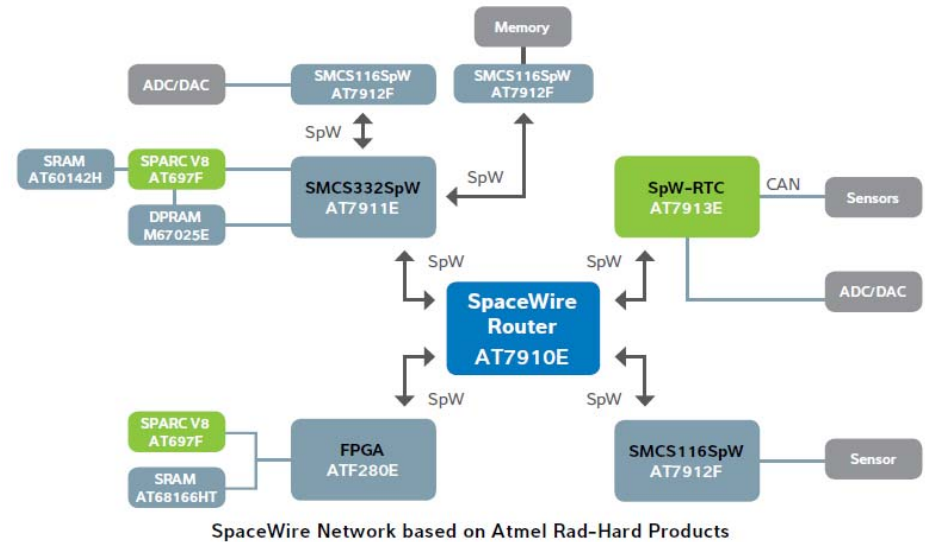 Memory
ADC/DAC
SMCS116SpW
AT7912F
SMCS116SpW
AT7912F
SpW
SRAM
AT60142H
SPARC V8
AT697F
DPRAM
M67025E
SMCS332SpW
AT7911E
SpW
SpW-RTC
AT7913E
CAN
Sensors
SpW
SpW
ADC/DAC
SpaceWire
Router
AT7910E
SpW
SpW
SPARC V8
AT697F
SRAM
AT68166HT
FPGA
ATF280E
SMCS116SpW
AT7912F
Sensor
SpaceWire Network based on Atmel Rad-Hard Products